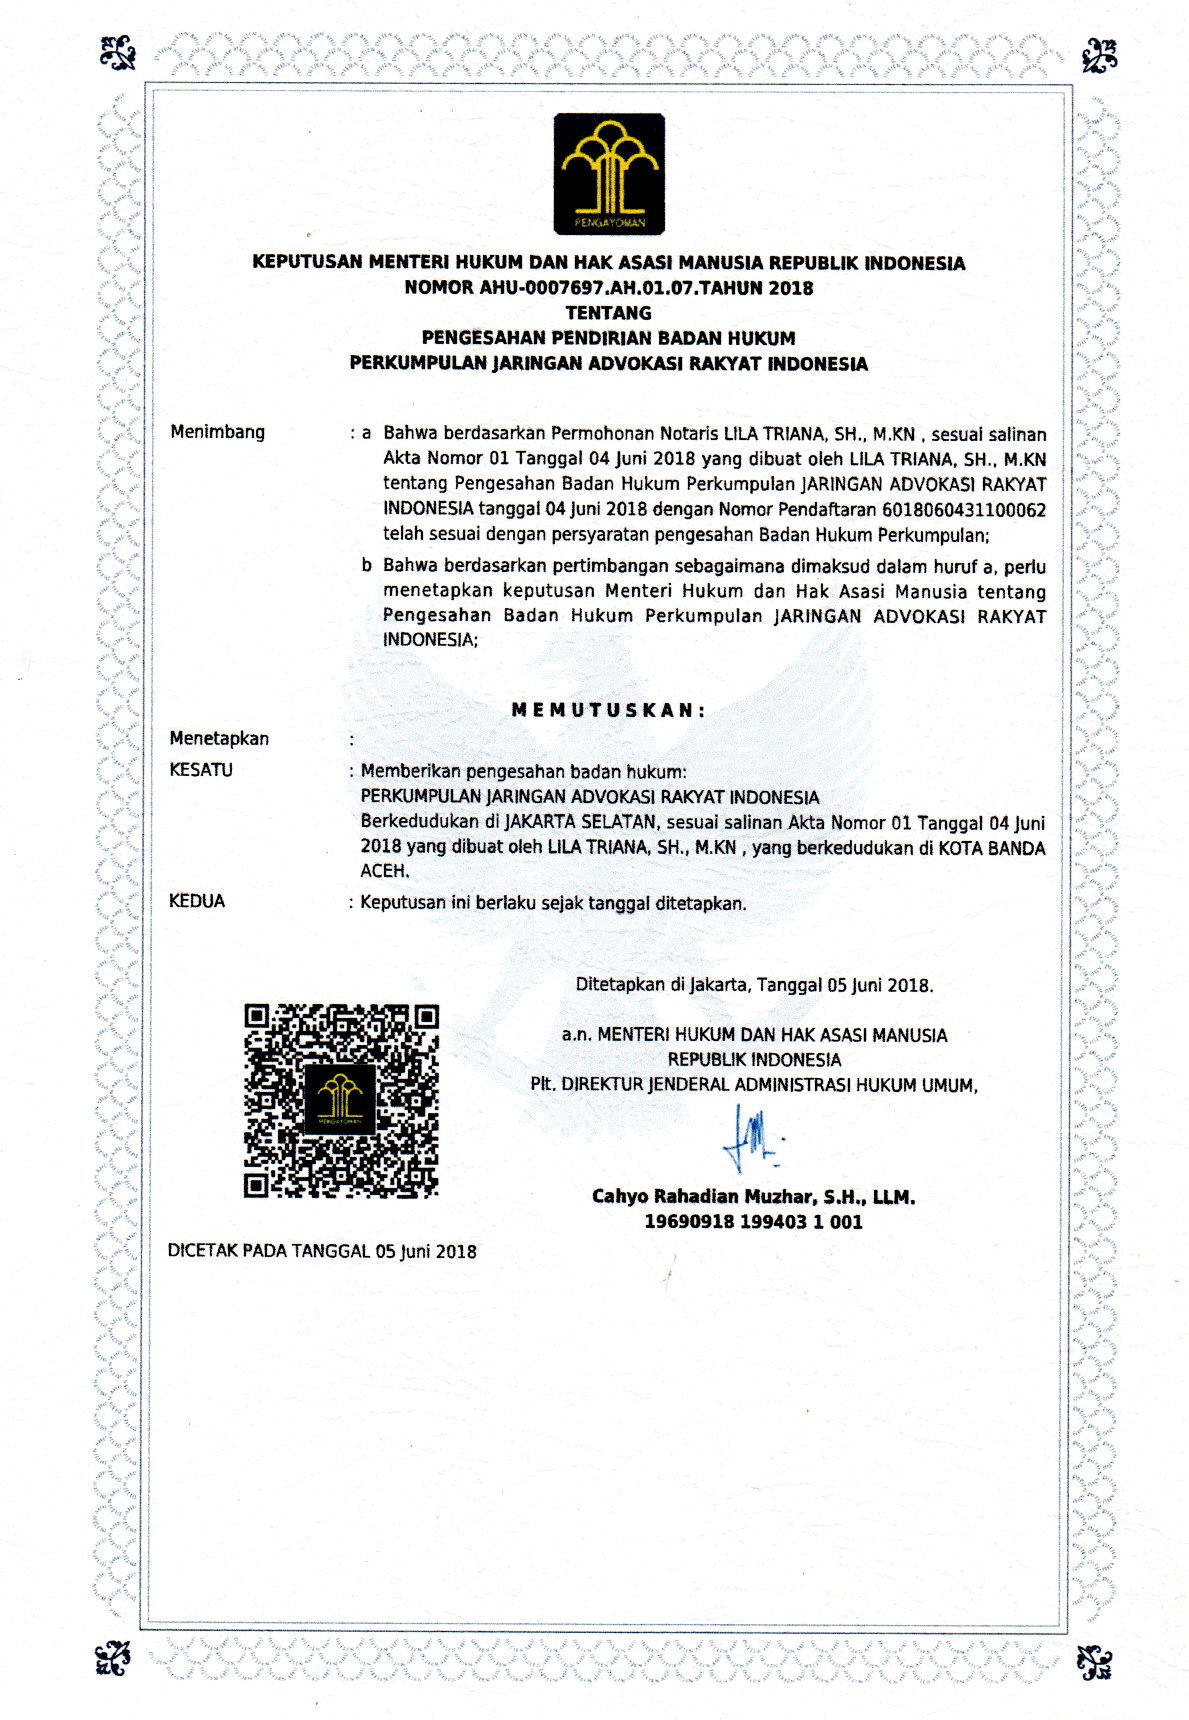 PENGAYOMAN
KEPUTUSAN MENTERI HUKUM DAN HAK ASASI MANUSIA REPUBLIK INDONESIA
NOMOR AHU-0007697.AH.01.07.TAHUN 2018
TENTANG
PENGESAHAN PENDIRIAN BADAN HUKUM
PERKUMPULAN JARINGAN ADVOKASI RAKYAT INDONESIA
Menimbang : a Bahwa berdasarkan Permohonan Notaris LILA TRIANA, SH., M.KN , sesuai salinan
Akta Nomor 01 Tanggal 04 Juni 2018 yang dibuat oleh LILA TRIANA, SH., M.KN
tentang Pengesahan Badan Hukum Perkumpulan JARINGAN ADVOKASI RAKYAT
INDONESIA tanggal 04 Juni 2018 dengan Nomor Pendaftaran 6018060431100062
telah sesuai dengan persyaratan pengesahan Badan Hukum Perkumpulan;
b Bahwa berdasarkan pertimbangan sebagaimana dimaksud dalam huruf a, perlu
menetapkan keputusan Menteri Hukum dan Hak Asasi Manusia tentang
Pengesahan Badan Hukum Perkumpulan JARINGAN ADVOKASI RAKYAT
INDONESIA;
MEMUTUSKAN:
Menetapkan :
KESATU : Memberikan pengesahan badan hukum:
PERKUMPULAN JARINGAN ADVOKASI RAKYAT INDONESIA
Berkedudukan di JAKARTA SELATAN, sesuai salinan Akta Nomor 01 Tanggal 04 Juni
2018 yang dibuat oleh LILA TRIANA, SH., M.KN , yang berkedudukan di KOTA BANDA
ACEH.
KEDUA : Keputusan ini berlaku sejak tanggal ditetapkan.
Ditetapkan di Jakarta, Tanggal 05 Juni 2018.
a.n. MENTERI HUKUM DAN HAK ASASI MANUSIA
REPUBLIK INDONESIA
Plt. DIREKTUR JENDERAL ADMINISTRASI HUKUM UMUM,
PENGAYOMAN
Cahyo Rahadian Muzhar, S.H., LLM.
19690918 199403 1 001
DICETAK PADA TANGGAL 05 Juni 2018